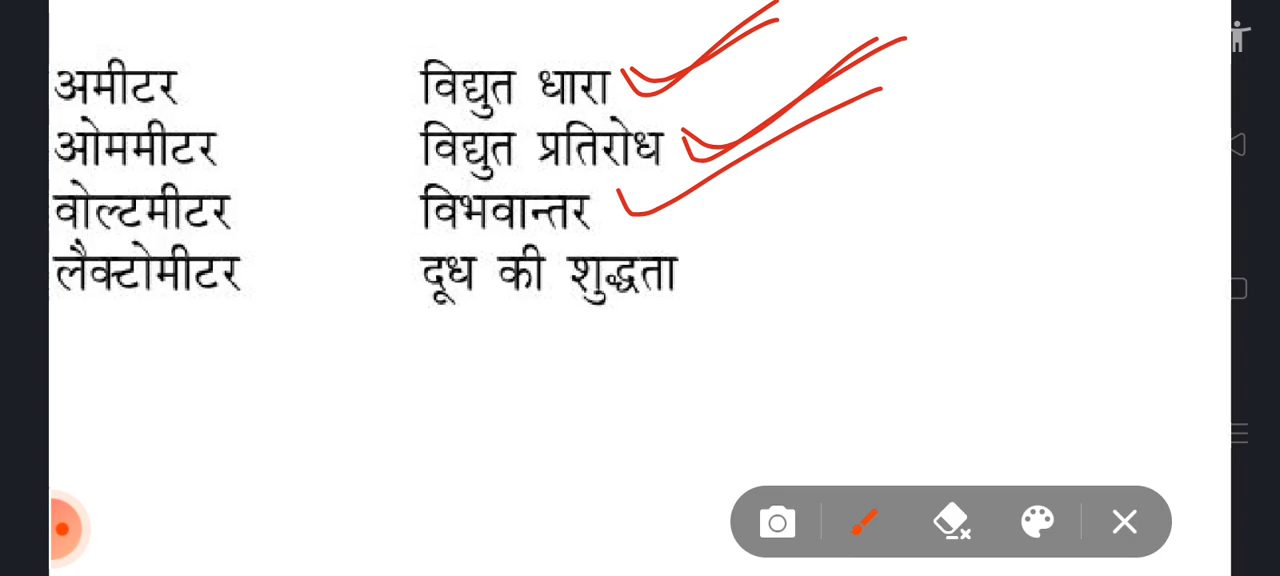 अमीटर विद्युत धारा
ओममीटर विद्युत प्रतिरोध
वोल्टमीटर विभवान्तर
लैक्टोमीटर दूध की शुद्धता